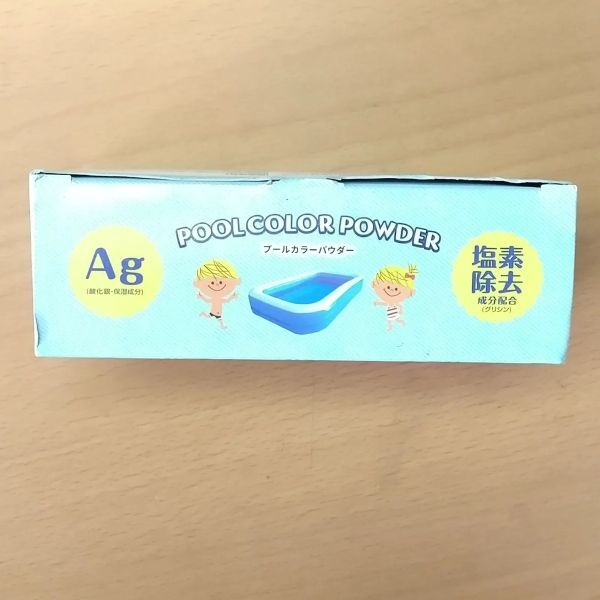 POOL COLOR POWDER
プールカラーパウダー
Ag
(酸化銀・保湿成分)
塩素
除去
成分配合
(グリシン)